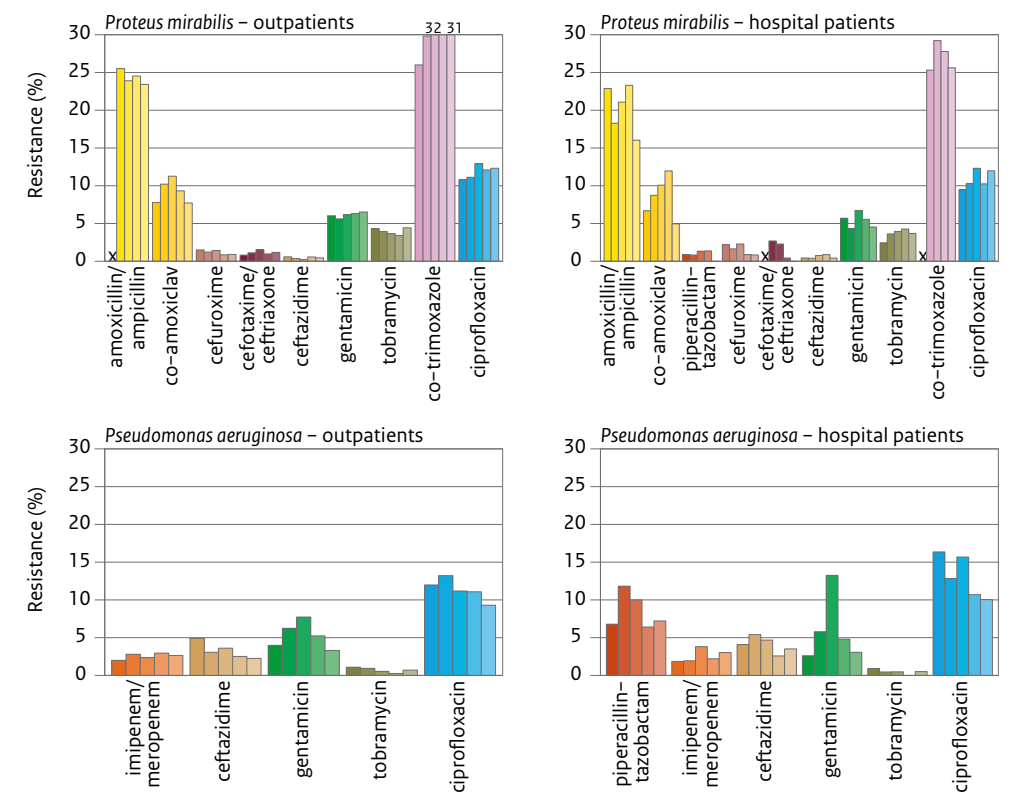 Proteus mirabilis – outpatients
32 31
Resistance (%)
30
25
20
15
10
5
0
x
amoxicillin/
ampicillin
co-amoxiclav
cefuroxime
cefotaxime/
ceftriaxone
ceftazidime
gentamicin
tobramycin
co-trimoxazole
ciprofloxacin
Proteus mirabilis – hospital patients
30
25
20
15
10
5
0
x
x
amoxicillin/
ampicillin
co-amoxiclav
piperacillin–
tazobactam
cefuroxime
cefotaxime/
ceftriaxone
ceftazidime
gentamicin
tobramycin
co-trimoxazole
ciprofloxacin
Pseudomonas aeruginosa – outpatients
Resistance (%)
30
25
20
15
10
5
0
imipenem/
meropenem
ceftazidime
gentamicin
tobramycin
ciprofloxacin
Pseudomonas aeruginosa – hospital patients
30
25
20
15
10
5
0
piperacillin–
tazobactam
imipenem/
meropenem
ceftazidime
gentamicin
tobramycin
ciprofloxacin